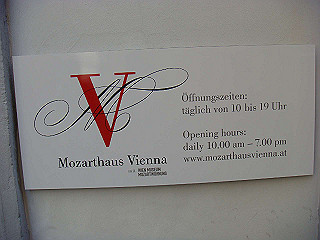 V
Mozarthaus Vienna
WIEN MUSEUM
MOZARTWOHNUNG
Öffnungszeiten:
täglich von 10 bis 19 Uhr
Opening hours:
daily 10.00 am – 7.00 pm
www.mozarthausvienna.at